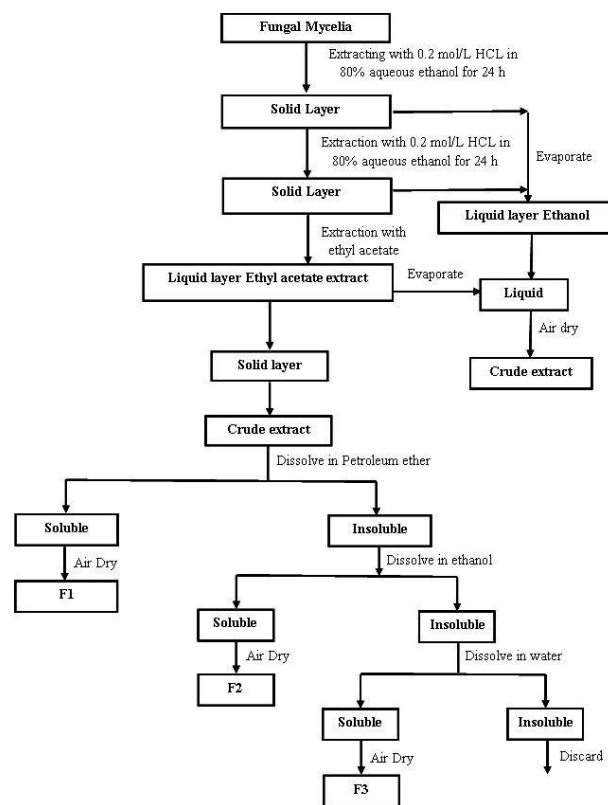 Fungal Mycelia
Extracting with 0.2 mol/L HCL in
80% aqueous ethanol for 24 h
Solid Layer
Extraction with 0.2 mol/L HCL in
80% aqueous ethanol for 24 h
Evaporate
Solid Layer
Liquid layer Ethanol
Extraction with
ethyl acetate
Liquid layer Ethyl acetate extract
Evaporate
Liquid
Air dry
Solid layer
Crude extract
Crude extract
Dissolve in Petroleum ether
Soluble
Insoluble
Air Dry
Dissolve in ethanol
F1
Soluble
Insoluble
Air Dry
Dissolve in water
F2
Soluble
Insoluble
Air Dry
Discard
F3